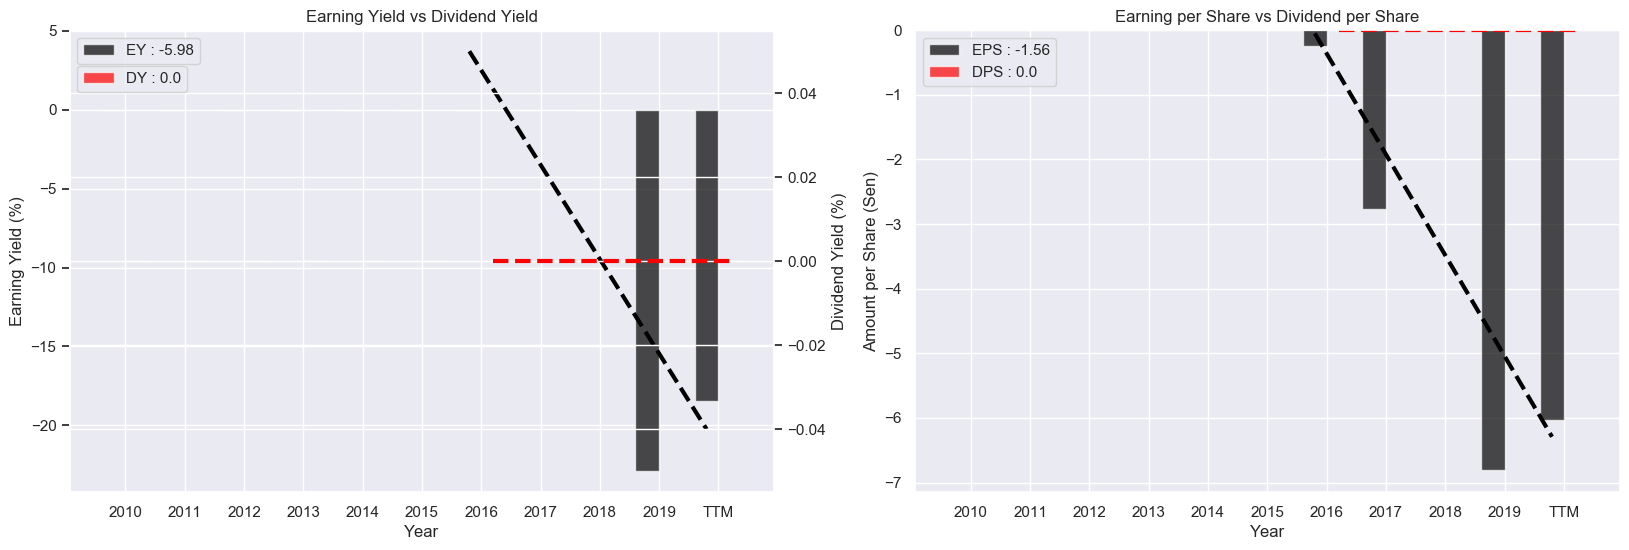 Earning Yield vs Dividend Yield
EY : -5.98
DY : 0.0
5
0
−5
−10
−15
−20
Earning Yield (%)
0.04
0.02
0.00
−0.02
−0.04
Dividend Yield (%)
2010 2011 2012 2013 2014 2015 2016 2017 2018 2019 TTM
Year
Earning per Share vs Dividend per Share
EPS : -1.56
DPS : 0.0
0
−1
−2
−3
−4
−5
−6
−7
Amount per Share (Sen)
2010 2011 2012 2013 2014 2015 2016 2017 2018 2019 TTM
Year